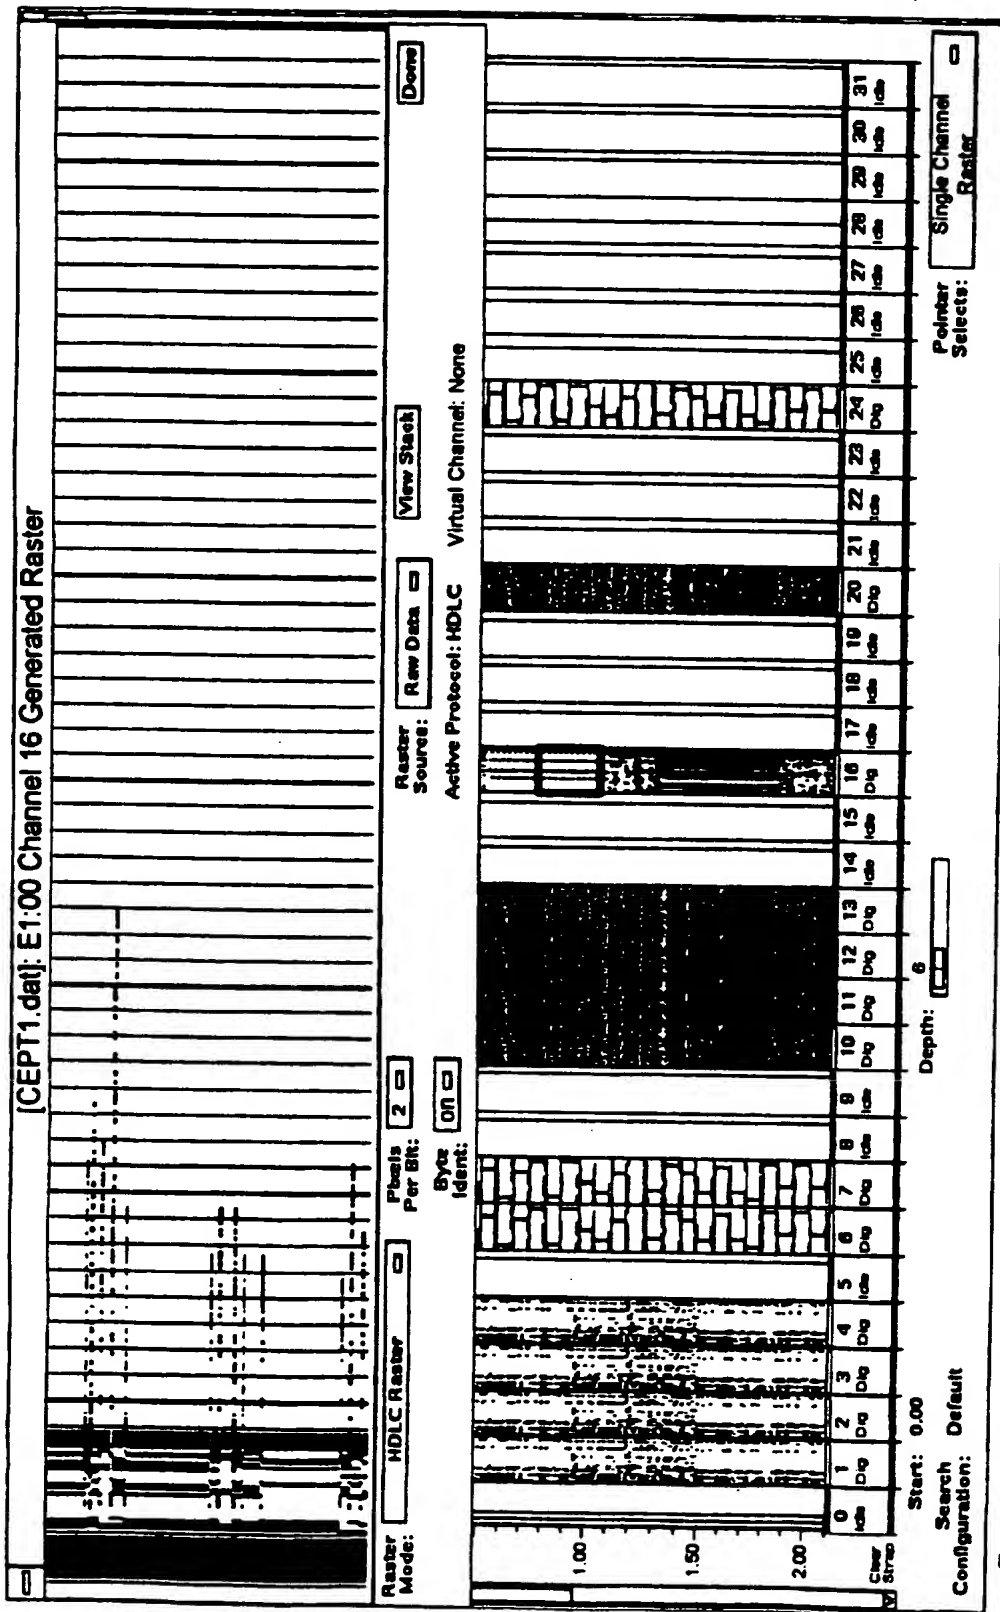 [CEPT1.dat]: E1:00 Channel 16 Generated Raster
Raster Mode:
HDLC Raster
Pixels Per Bit:
2
Raster Source:
Raw Data
View Stack
Done
Byte Ident:
on
Active Protocol: HDLC
Virtual Channel: None
1.00
1.50
2.00
Clear Strap
0 1 2 3 4 5 6 7 8 9 10 11 12 13 14 15 16 17 18 19 20 21 22 23 24 25 26 27 28 29 30 31
Idle Dig Dig Dig Dig Idle Dig Dig Idle Idle Dig Dig Dig Dig Idle Idle Dig Idle Idle Idle Dig Idle Idle Idle Dig Idle Idle Idle Idle Idle Idle Idle
Start: 0.00
Depth:
6
Search Configuration:
Default
Pointer Selects:
Single Channel Raster